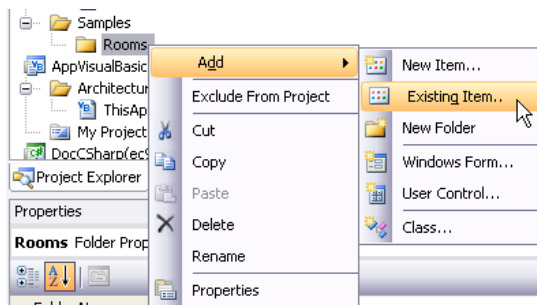 Samples
Rooms
AppVisualBasic
Architectur
ThisAp
My Project
DocCSharp(ec9
Project Explorer
Properties
Rooms Folder Prop
Add
Exclude From Project
Cut
Copy
Paste
Delete
Rename
Properties
New Item...
Existing Item..
New Folder
Windows Form...
User Control...
Class...